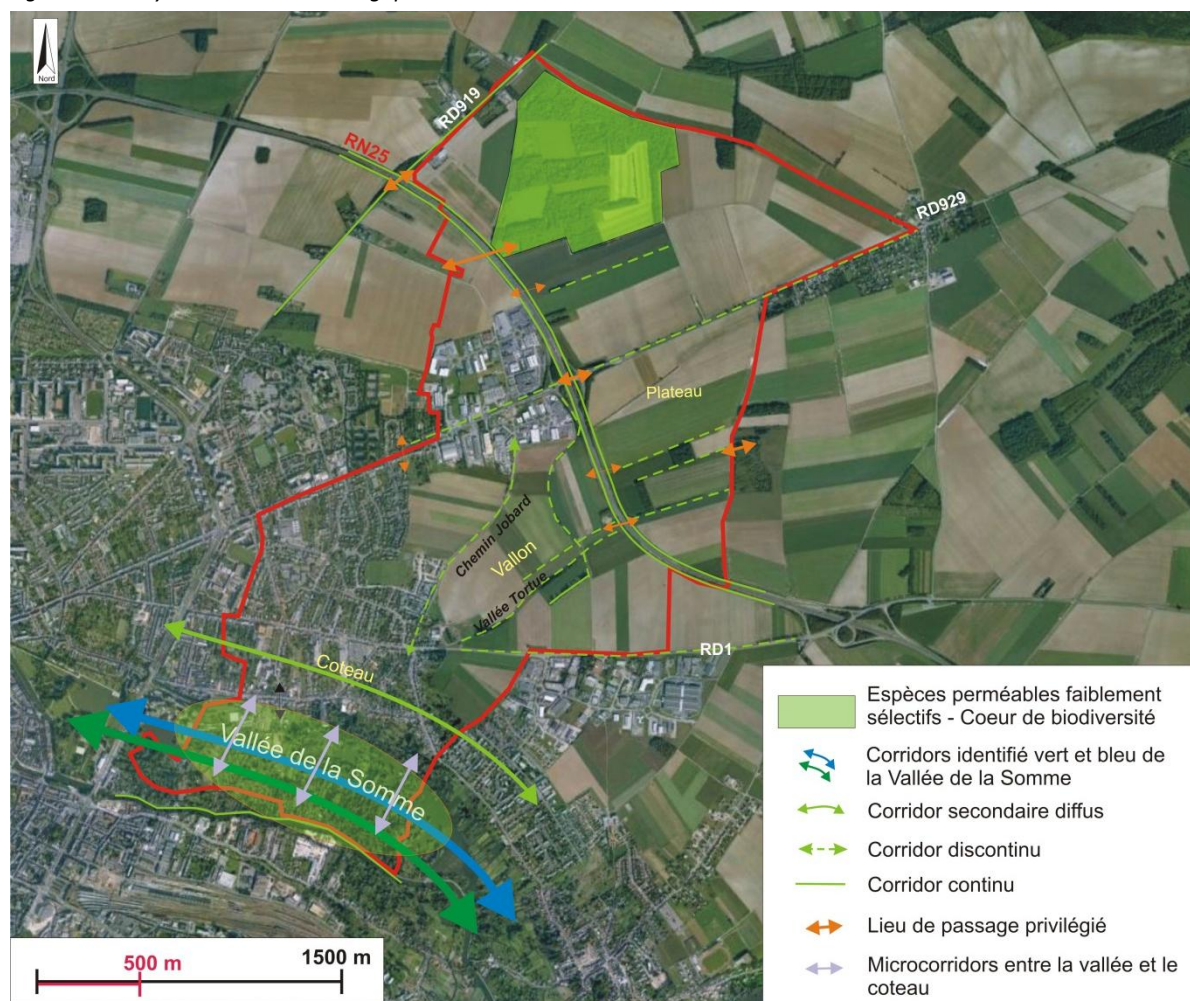 Nord
RD919
RN25
RD929
Plateau
Chemin Jobard
Vallon
Vallée Tortue
RD1
Coteau
Vallée de la Somme
Espèces perméables faiblement
sélectifs - Coeur de biodiversité
Corridors identifié vert et bleu de
la Vallée de la Somme
Corridor secondaire diffus
Corridor discontinu
Corridor continu
Lieu de passage privilégié
Microcorridors entre la vallée et le
coteau
500 m
1500 m